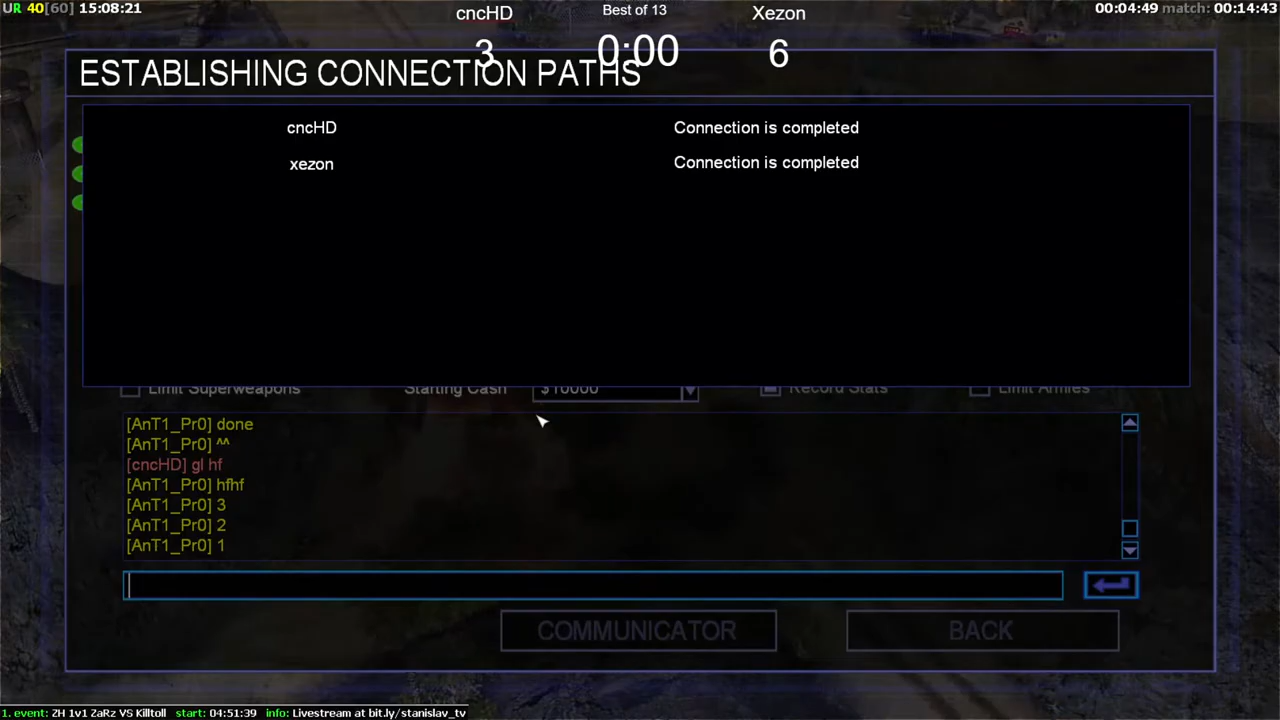 UR 40[60] 15:08:21
cncHD Best of 13 Xezon
00:04:49 match: 00:14:43
3 0:00 6
ESTABLISHING CONNECTION PATHS
cncHD Connection is completed
xezon Connection is completed
Limit Superweapons Starting Cash $10000 Record Stats Limit Armies
[AnT1_Pr0] done
[AnT1_Pr0] ^^
[cncHD] gl hf
[AnT1_Pr0] hfhf
[AnT1_Pr0] 3
[AnT1_Pr0] 2
[AnT1_Pr0] 1
COMMUNICATOR BACK
1. event: ZH 1v1 ZaRz VS Killtoll start: 04:51:39 info: Livestream at bit.ly/stanislav_tv